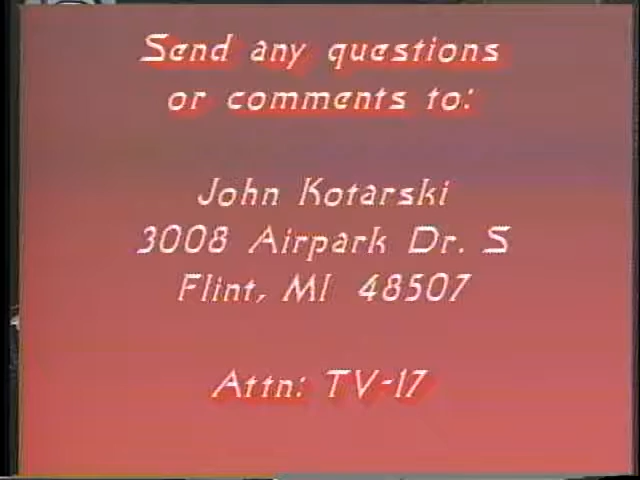 Send any questions
or comments to:
John Kotarski
3008 Airpark Dr. S
Flint, MI 48507
Attn: TV-17